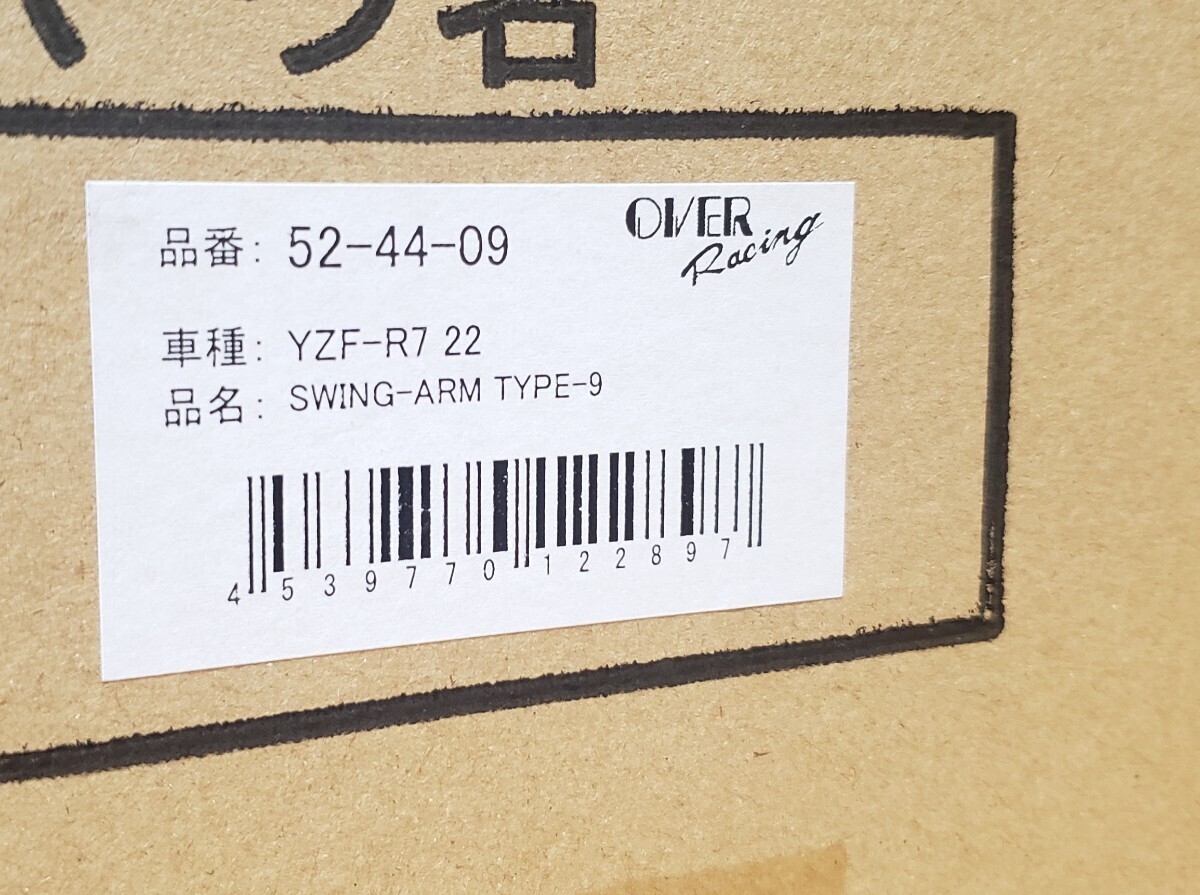 品番: 52-44-09
OVER
Racing
車種: YZF-R7 22
品名: SWING-ARM TYPE-9
4 539770 122897